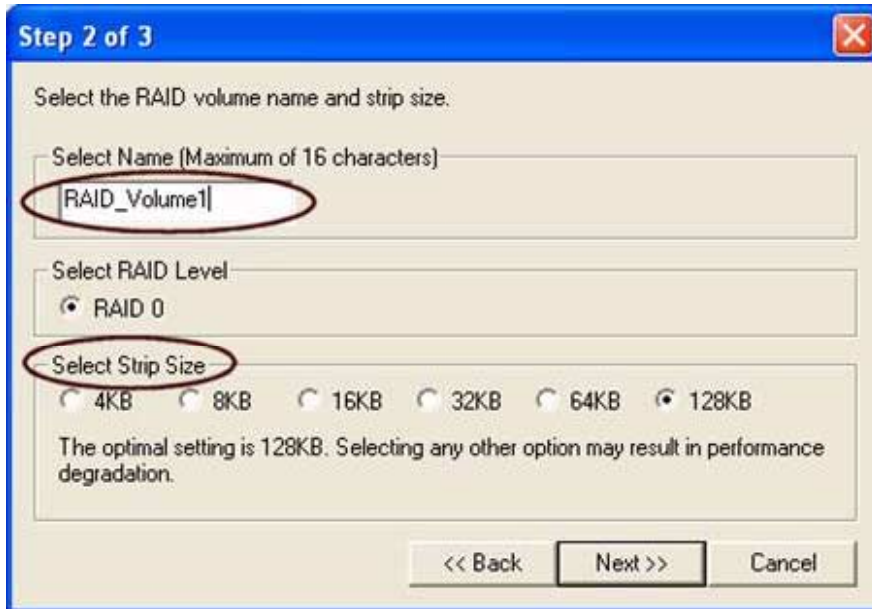 Step 2 of 3
Select the RAID volume name and strip size.
Select Name (Maximum of 16 characters)
RAID_Volume1
Select RAID Level
RAID 0
Select Strip Size
4KB 8KB 16KB 32KB 64KB 128KB
The optimal setting is 128KB. Selecting any other option may result in performance
degradation.
<< Back Next >> Cancel